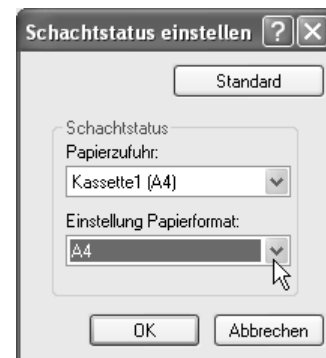 Schachtstatus einstellen
Standard
Schachtstatus
Papierzufuhr:
Kassette1 (A4)
Einstellung Papierformat:
A4
OK Abbrechen